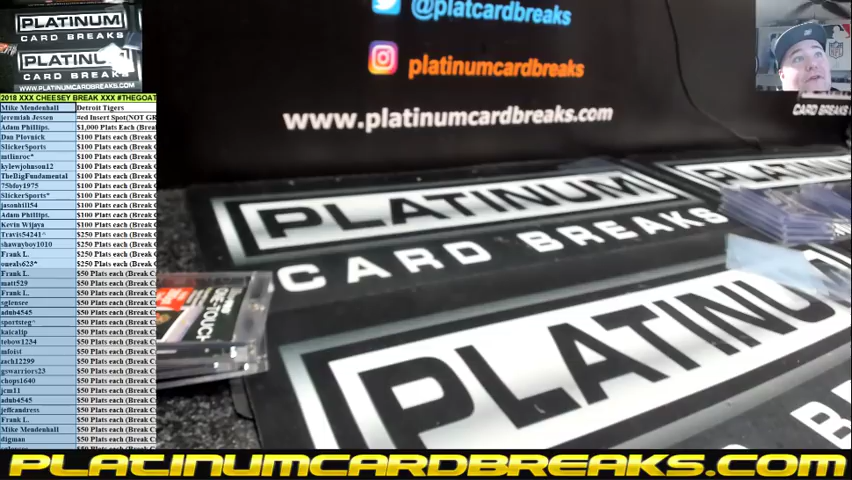 PLATINUM
CARD BREAKS
PLATINUM
CARD BREAKS
WWW.PLATINUMCARDBREAKS.COM
2018 XXX CHEESEY BREAK XXX #THEGOAT
Mike Mendenhall Detroit Tigers
jeremiah Jessen #ed Insert Spot(NOT GR
Adam Phillips. $1,000 Plats Each (Brea
Dan Plovnick $100 Plats each (Break C
SlickerSports $100 Plats each (Break C
mtlinroc* $100 Plats each (Break C
kylewjohnson12 $100 Plats each (Break C
TheBigFundamental $100 Plats each (Break C
75bfoy1975 $100 Plats each (Break C
SlickerSports* $100 Plats each (Break C
jasonhill54 $100 Plats each (Break C
Adam Phillips. $100 Plats each (Break C
Kevin Wijaya $100 Plats each (Break C
Travis54241^ $250 Plats each (Break C
shawayboy1010 $250 Plats each (Break C
Frank L. $250 Plats each (Break C
oneals623* $250 Plats each (Break C
Frank L. $50 Plats each (Break C
matt529 $50 Plats each (Break C
Frank L. $50 Plats each (Break C
sglensee $50 Plats each (Break C
adnb4545 $50 Plats each (Break C
sportsteg^ $50 Plats each (Break C
kaicalip $50 Plats each (Break C
tebow1234 $50 Plats each (Break C
mfoist $50 Plats each (Break C
zach12299 $50 Plats each (Break C
gswarriors23 $50 Plats each (Break C
chops1640 $50 Plats each (Break C
jcm11 $50 Plats each (Break C
adnb4545 $50 Plats each (Break C
jeffcandress $50 Plats each (Break C
Frank L. $50 Plats each (Break C
Mike Mendenhall $50 Plats each (Break C
digman $50 Plats each (Break C
@platcardbreaks
platinumcardbreaks
www.platinumcardbreaks.com
PLATINUM
CARD BREAKS
PLATINUM
PLATINUM
ONE-TOUCH
NFL
CARD BREAKS
PLATINUMCARDBREAKS.COM